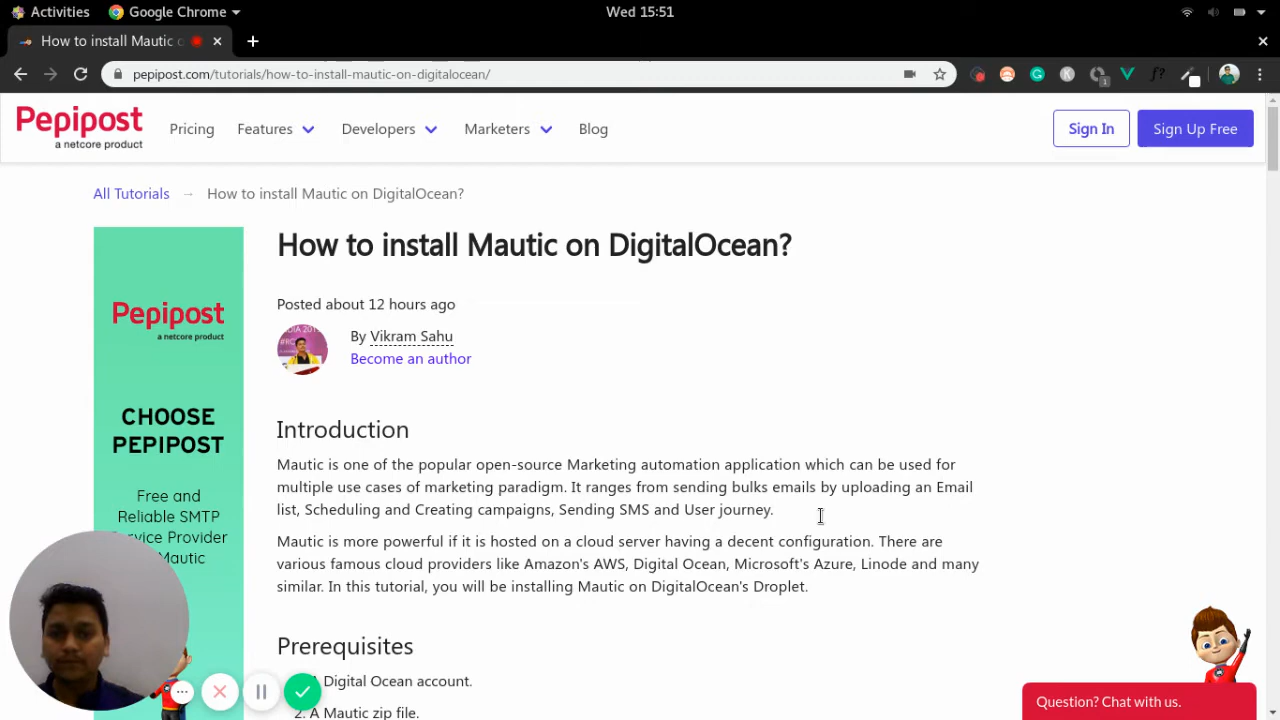 Activities
Google Chrome
Wed 15:51
How to install Mautic
pepipost.com/tutorials/how-to-install-mautic-on-digitalocean/
1
f?
Pepipost
a netcore product
Pricing
Features
Developers
Marketers
Blog
Sign In
Sign Up Free
All Tutorials → How to install Mautic on DigitalOcean?
Pepipost
a netcore product
CHOOSE
PEPIPOST
Free and
Reliable SMTP
Service Provider
Mautic
How to install Mautic on DigitalOcean?
Posted about 12 hours ago
By Vikram Sahu
Become an author
Introduction
Mautic is one of the popular open-source Marketing automation application which can be used for
multiple use cases of marketing paradigm. It ranges from sending bulks emails by uploading an Email
list, Scheduling and Creating campaigns, Sending SMS and User journey.
Mautic is more powerful if it is hosted on a cloud server having a decent configuration. There are
various famous cloud providers like Amazon's AWS, Digital Ocean, Microsoft's Azure, Linode and many
similar. In this tutorial, you will be installing Mautic on DigitalOcean's Droplet.
Prerequisites
Digital Ocean account.
2. A Mautic zip file.
Question? Chat with us.